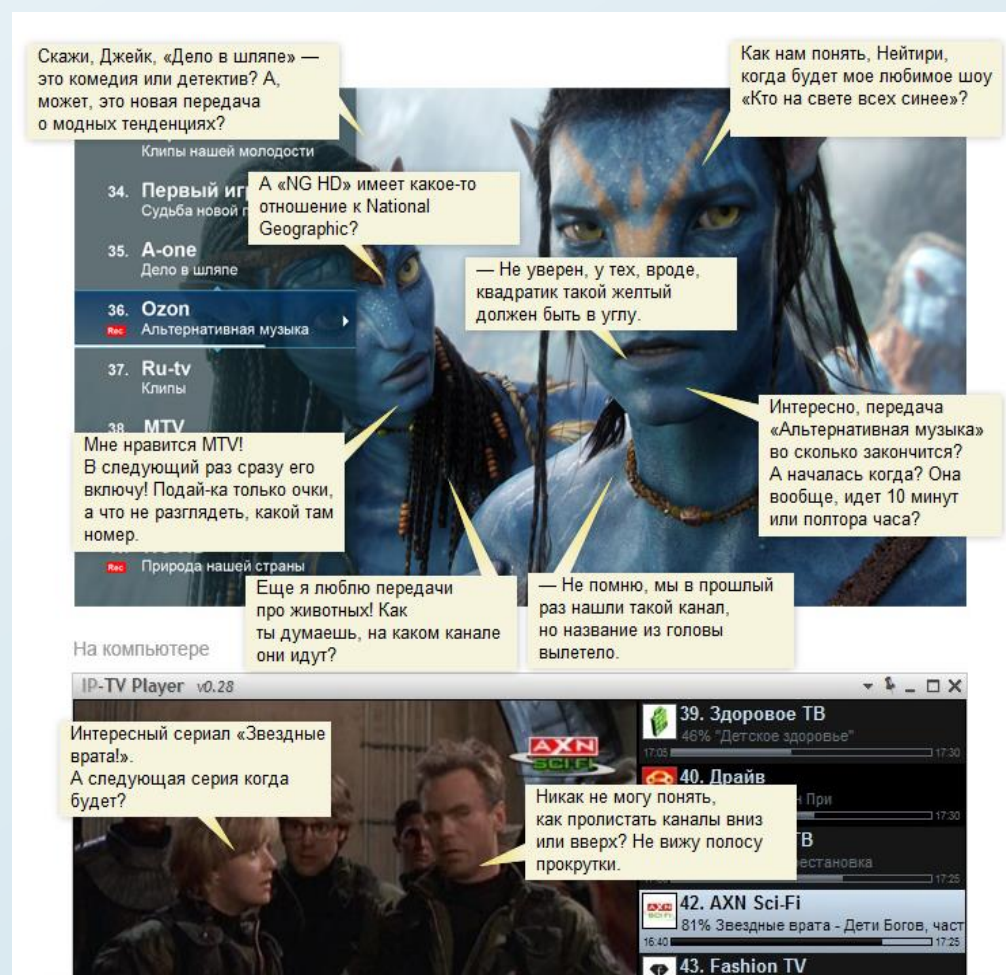 Скажи, Джейк, «Дело в шляпе» —
это комедия или детектив? А,
может, это новая передача
о модных тенденциях?
Как нам понять, Нейтири,
когда будет мое любимое шоу
«Кто на свете всех синее»?
Клипы нашей молодости
34. Первый
Судьба новой
А «NG HD» имеет какое-то
отношение к National
Geographic?
35. A-one
Дело в шляпе
— Не уверен, у тех, вроде,
квадратик такой желтый
должен быть в углу.
36. Ozon
Rec Альтернативная музыка
37. Ru-tv
Клипы
38. MTV
Мне нравится MTV!
В следующий раз сразу его
включу! Подай-ка только очки,
а что не разглядеть, какой там
номер.
Интересно, передача
«Альтернативная музыка»
во сколько закончится?
А началась когда? Она
вообще, идет 10 минут
или полтора часа?
Rec Природа нашей страны
Еще я люблю передачи
про животных! Как
ты думаешь, на каком канале
они идут?
— Не помню, мы в прошлый
раз нашли такой канал,
но название из головы
вылетело.
На компьютере
IP-TV Player v0.28
Интересный сериал «Звездные
врата!».
А следующая серия когда
будет?
AXN
SCI-FI
Никак не могу понять,
как пролистать каналы вниз
или вверх? Не вижу полосу
прокрутки.
39. Здоровое ТВ
46% "Детское здоровье"
17:05 17:30
40. Драйв
При
17:30
ТВ
17:25
AXN
SCI-FI
42. AXN Sci-Fi
81% Звездные врата - Дети Богов, част
16:40 17:25
43. Fashion TV